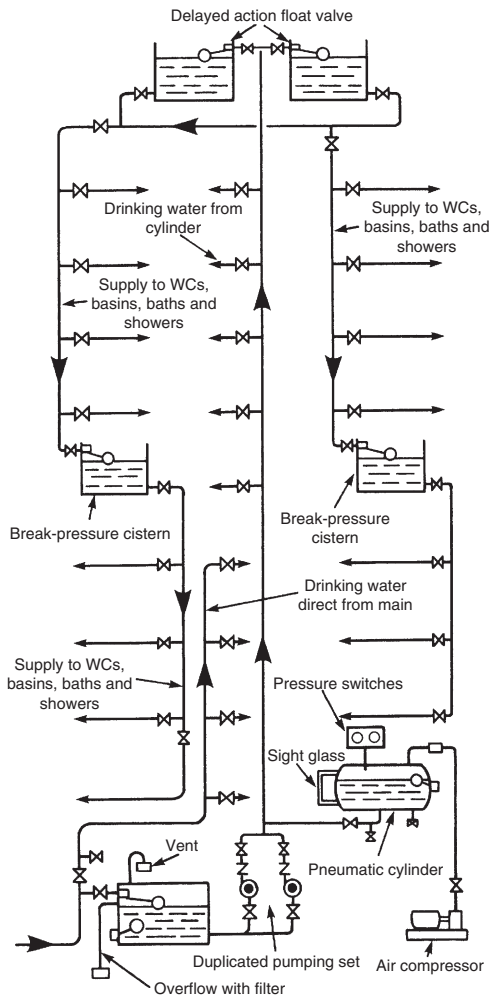 Delayed action float valve
Drinking water from
cylinder
Supply to WCs,
basins, baths and
showers
Supply to WCs,
basins, baths and
showers
Break-pressure cistern
Break-pressure
cistern
Drinking water
direct from main
Supply to WCs,
basins, baths and
showers
Pressure switches
Sight glass
Vent
Pneumatic cylinder
Duplicated pumping set
Air compressor
Overflow with filter